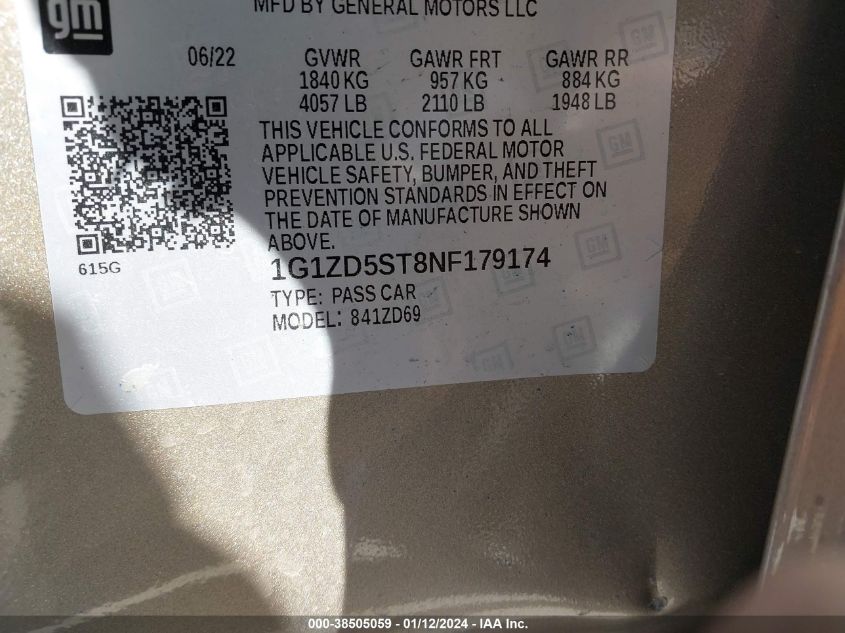 gm
MFD BY GENERAL MOTORS LLC
06/22 GVWR GAWR FRT GAWR RR
1840 KG 957 KG 884 KG
4057 LB 2110 LB 1948 LB
THIS VEHICLE CONFORMS TO ALL
APPLICABLE U.S. FEDERAL MOTOR
VEHICLE SAFETY, BUMPER, AND THEFT
PREVENTION STANDARDS IN EFFECT ON
THE DATE OF MANUFACTURE SHOWN
ABOVE.
615G
1G1ZD5ST8NF179174
TYPE: PASS CAR
MODEL: 841ZD69
000-38505059 - 01/12/2024 - IAA Inc.